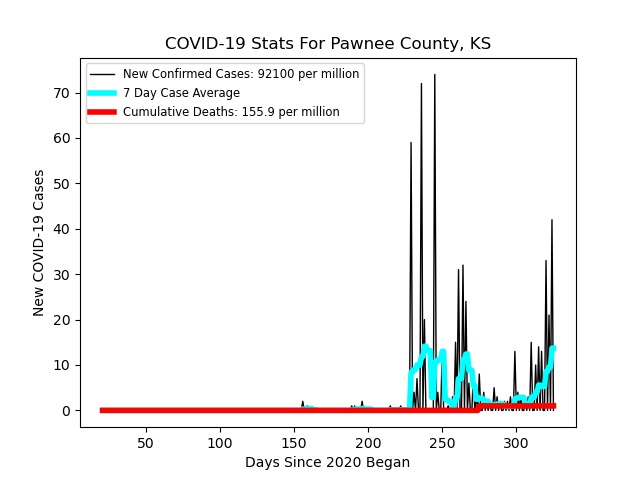 COVID-19 Stats For Pawnee County, KS
New Confirmed Cases: 92100 per million
7 Day Case Average
Cumulative Deaths: 155.9 per million
New COVID-19 Cases
70
60
50
40
30
20
10
0
50
100
150
200
250
300
Days Since 2020 Began